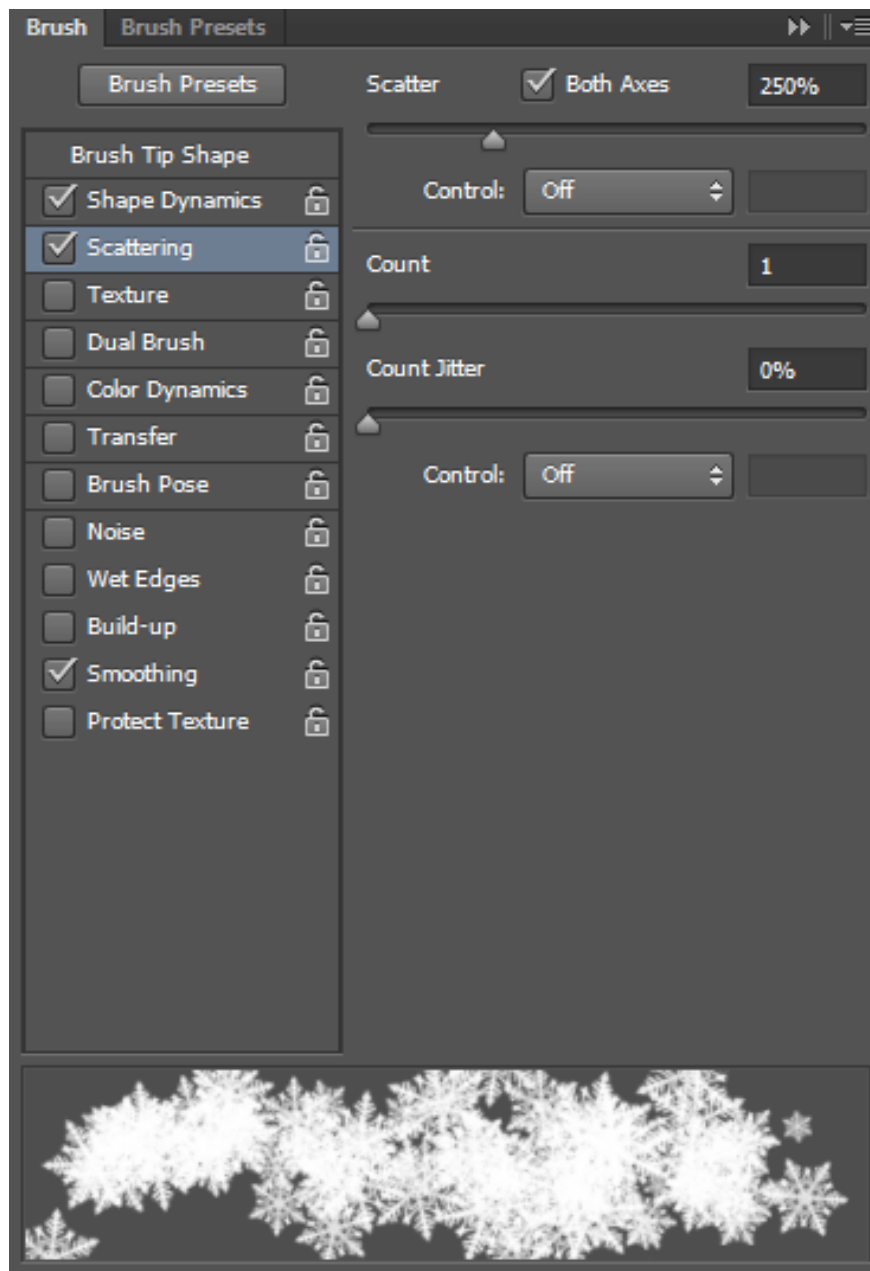 Brush Brush Presets
Brush Presets
Brush Tip Shape
Shape Dynamics
Scattering
Texture
Dual Brush
Color Dynamics
Transfer
Brush Pose
Noise
Wet Edges
Build-up
Smoothing
Protect Texture
Scatter Both Axes 250%
Control: Off
Count 1
Count Jitter 0%
Control: Off